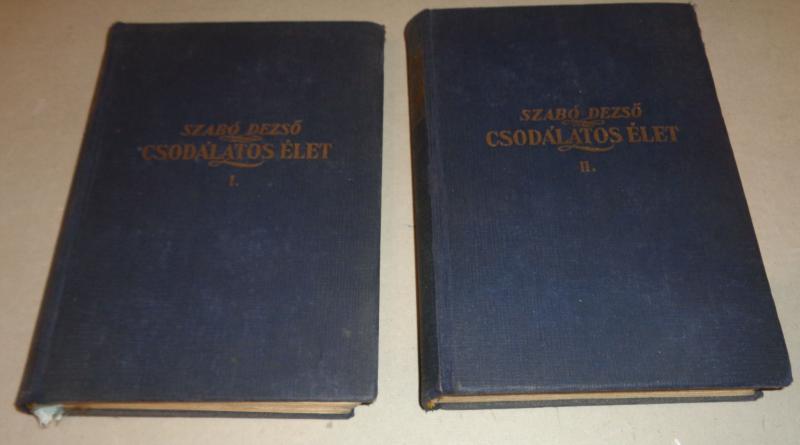 SZABÓ DEZSŐ
CSODÁLATOS ÉLET
I.
SZABÓ DEZSŐ
CSODÁLATOS ÉLET
II.